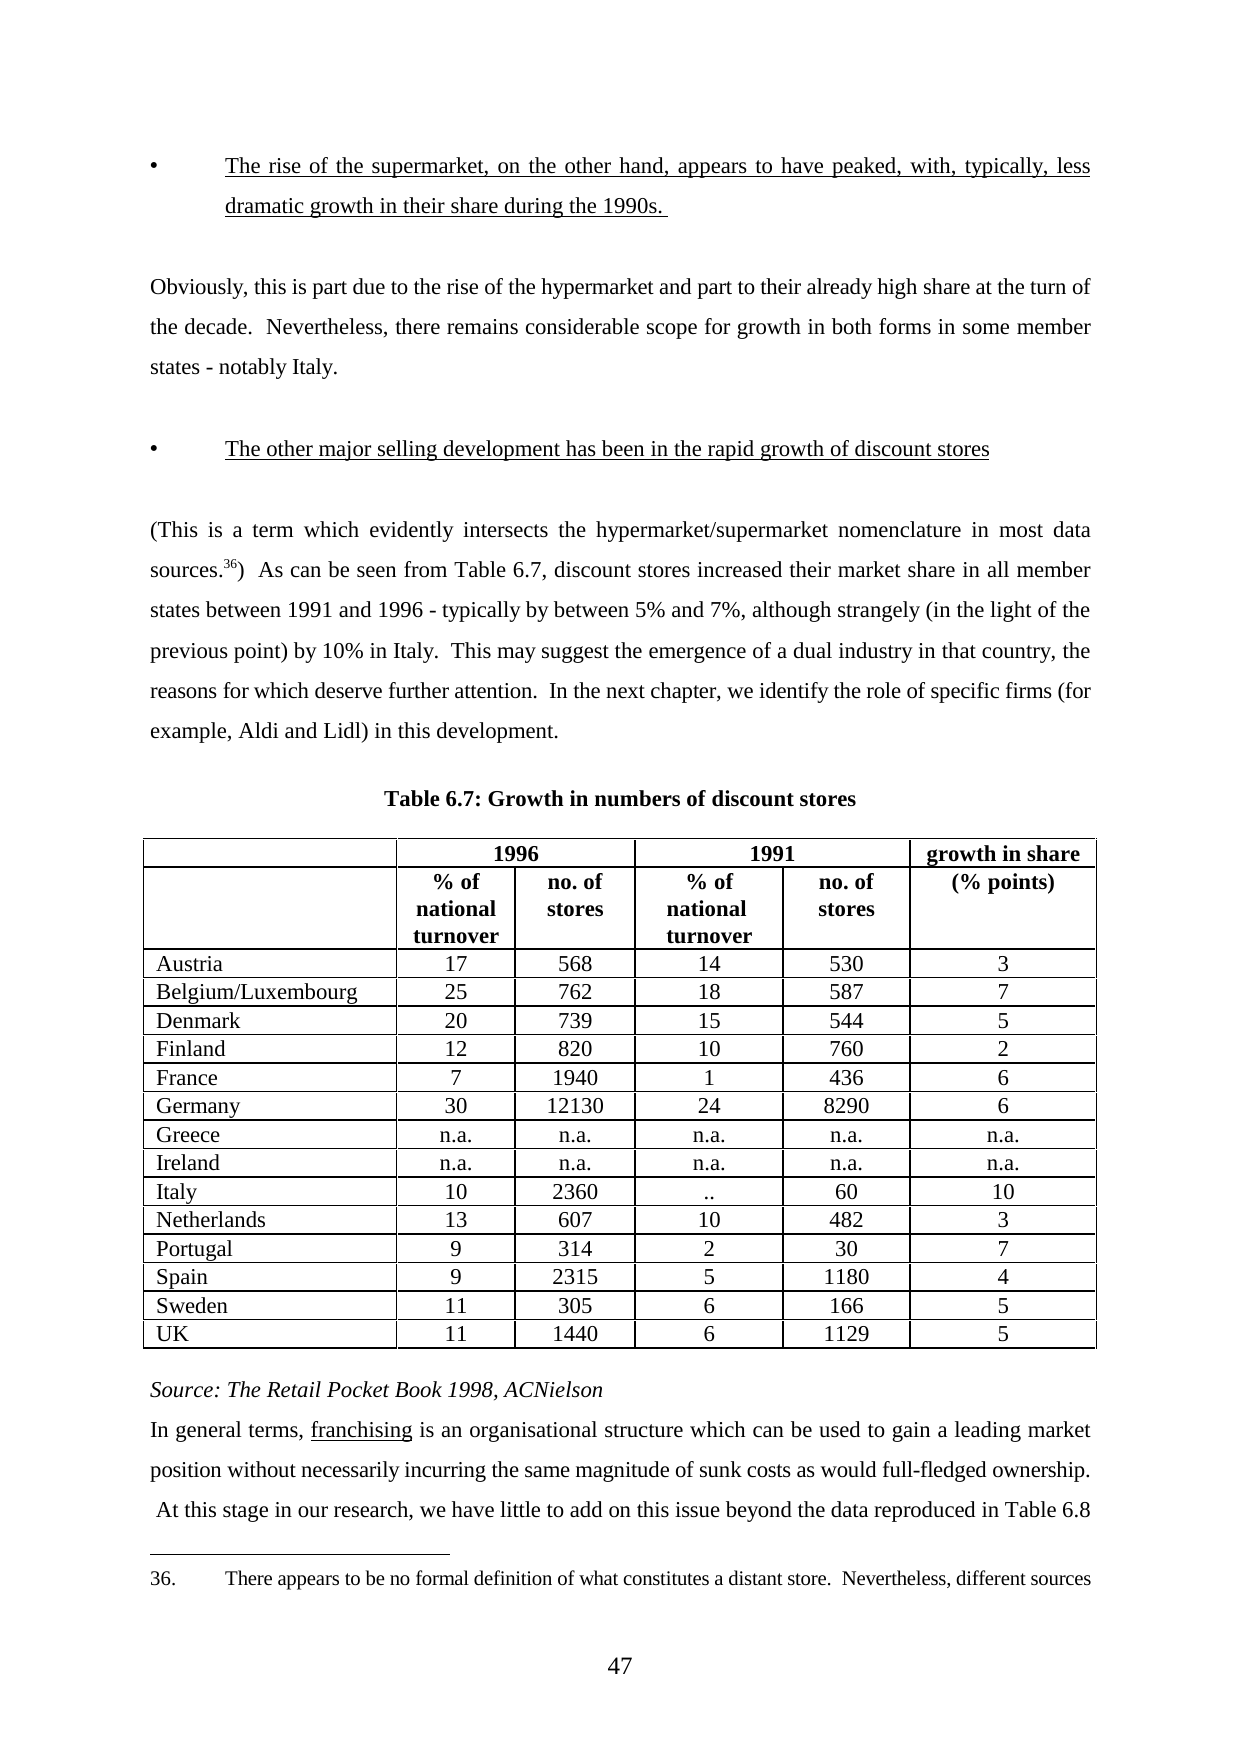 • The rise of the supermarket, on the other hand, appears to have peaked, with, typically, less
dramatic growth in their share during the 1990s.
Obviously, this is part due to the rise of the hypermarket and part to their already high share at the turn of
the decade. Nevertheless, there remains considerable scope for growth in both forms in some member
states - notably Italy.
• The other major selling development has been in the rapid growth of discount stores
(This is a term which evidently intersects the hypermarket/supermarket nomenclature in most data
sources.36) As can be seen from Table 6.7, discount stores increased their market share in all member
states between 1991 and 1996 - typically by between 5% and 7%, although strangely (in the light of the
previous point) by 10% in Italy. This may suggest the emergence of a dual industry in that country, the
reasons for which deserve further attention. In the next chapter, we identify the role of specific firms (for
example, Aldi and Lidl) in this development.
Table 6.7: Growth in numbers of discount stores
1996 1991 growth in share
% of no. of % of no. of (% points)
national stores national stores
turnover turnover
Austria 17 568 14 530 3
Belgium/Luxembourg 25 762 18 587 7
Denmark 20 739 15 544 5
Finland 12 820 10 760 2
France 7 1940 1 436 6
Germany 30 12130 24 8290 6
Greece n.a. n.a. n.a. n.a. n.a.
Ireland n.a. n.a. n.a. n.a. n.a.
Italy 10 2360 .. 60 10
Netherlands 13 607 10 482 3
Portugal 9 314 2 30 7
Spain 9 2315 5 1180 4
Sweden 11 305 6 166 5
UK 11 1440 6 1129 5
Source: The Retail Pocket Book 1998, ACNielson
In general terms, franchising is an organisational structure which can be used to gain a leading market
position without necessarily incurring the same magnitude of sunk costs as would full-fledged ownership.
At this stage in our research, we have little to add on this issue beyond the data reproduced in Table 6.8
36. There appears to be no formal definition of what constitutes a distant store. Nevertheless, different sources
47